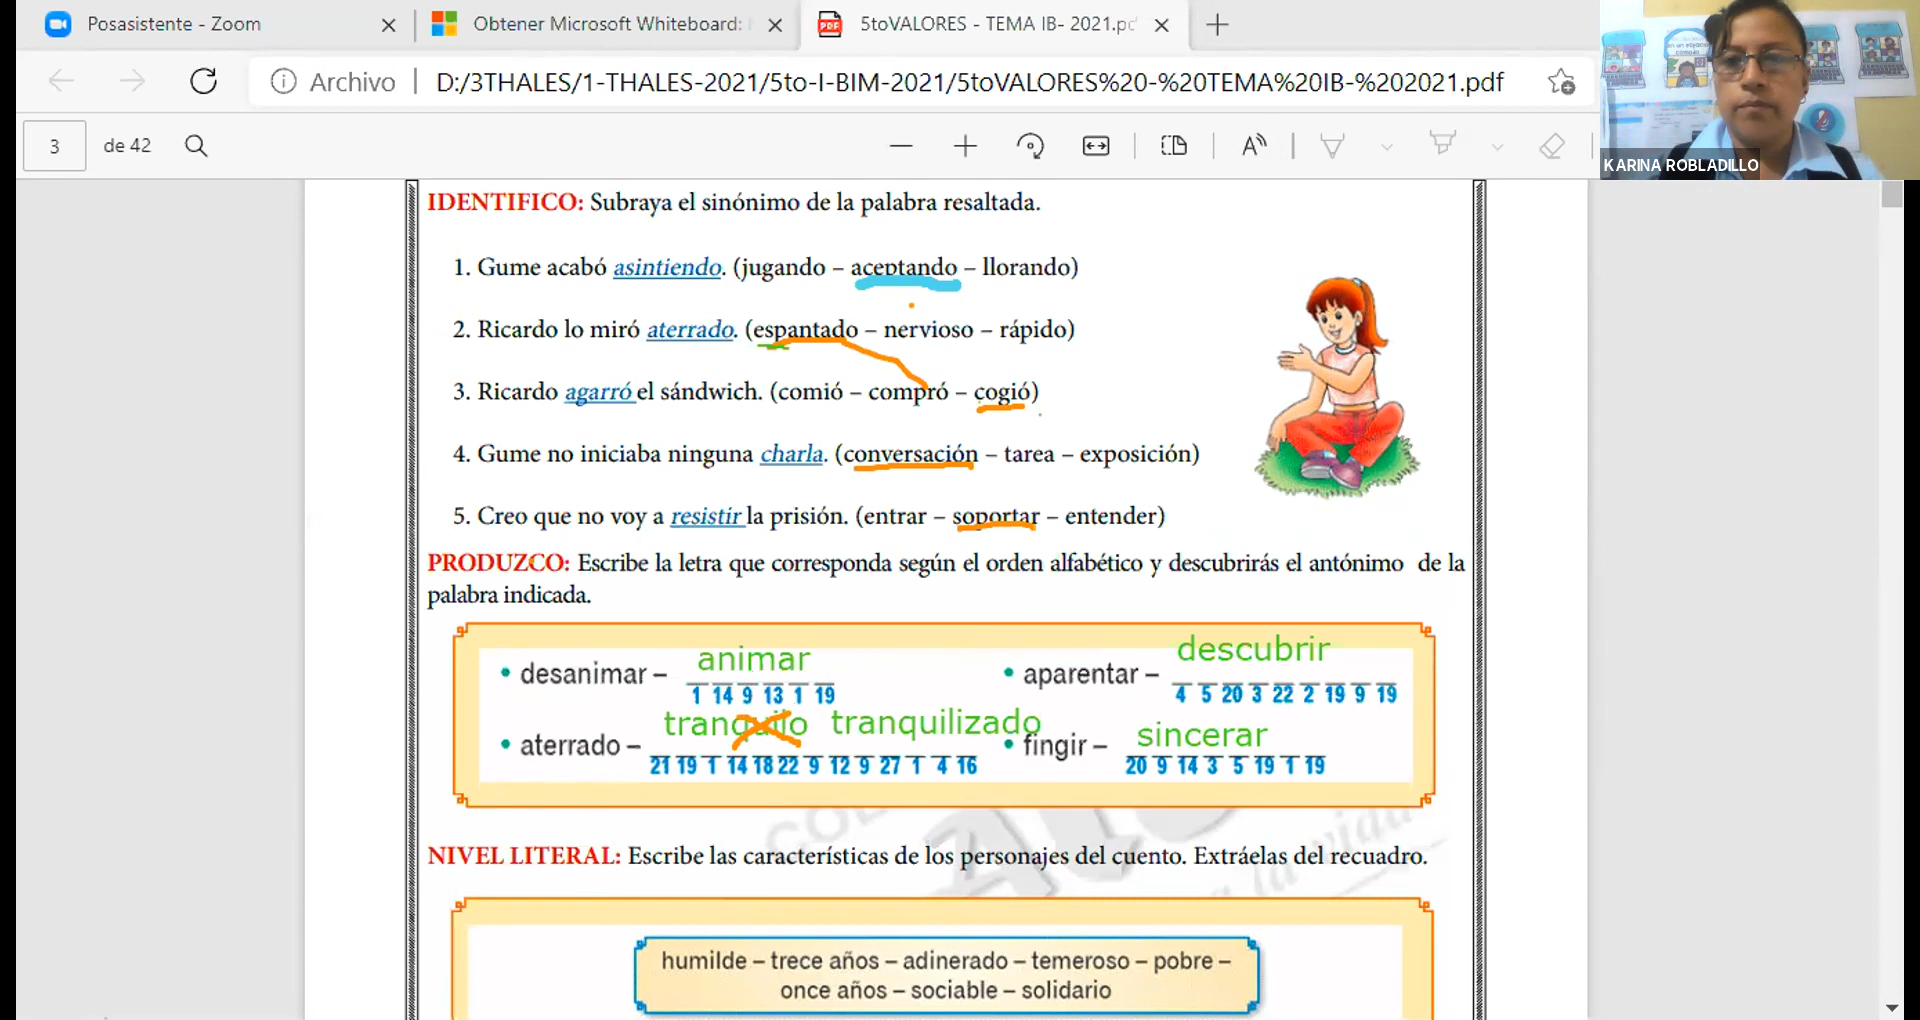 Posasistente - Zoom
Obtener Microsoft Whiteboard:
5toVALORES - TEMA IB- 2021.pd
Archivo
D:/3THALES/1-THALES-2021/5to-I-BIM-2021/5toVALORES%20-%20TEMA%20IB-%202021.pdf
KARINA ROBLADILLO
3 de 42
IDENTIFICO: Subraya el sinónimo de la palabra resaltada.
1. Gume acabó asintiendo. (jugando – aceptando – llorando)
2. Ricardo lo miró aterrado. (espantado – nervioso – rápido)
3. Ricardo agarró el sándwich. (comió – compró – cogió)
4. Gume no iniciaba ninguna charla. (conversación – tarea – exposición)
5. Creo que no voy a resistir la prisión. (entrar – soportar – entender)
PRODUZCO: Escribe la letra que corresponda según el orden alfabético y descubrirás el antónimo de la
palabra indicada.
animar
descubrir
• desanimar –
• aparentar –
1 14 9 13 1 19
4 5 20 3 22 2 19 9 19
tranquilo tranquilizado
sincerar
• aterrado –
• fingir –
21 19 1 14 18 22 9 12 9 27 1 4 16
20 9 14 3 5 19 1 19
NIVEL LITERAL: Escribe las características de los personajes del cuento. Extráelas del recuadro.
humilde – trece años – adinerado – temeroso – pobre –
once años – sociable – solidario